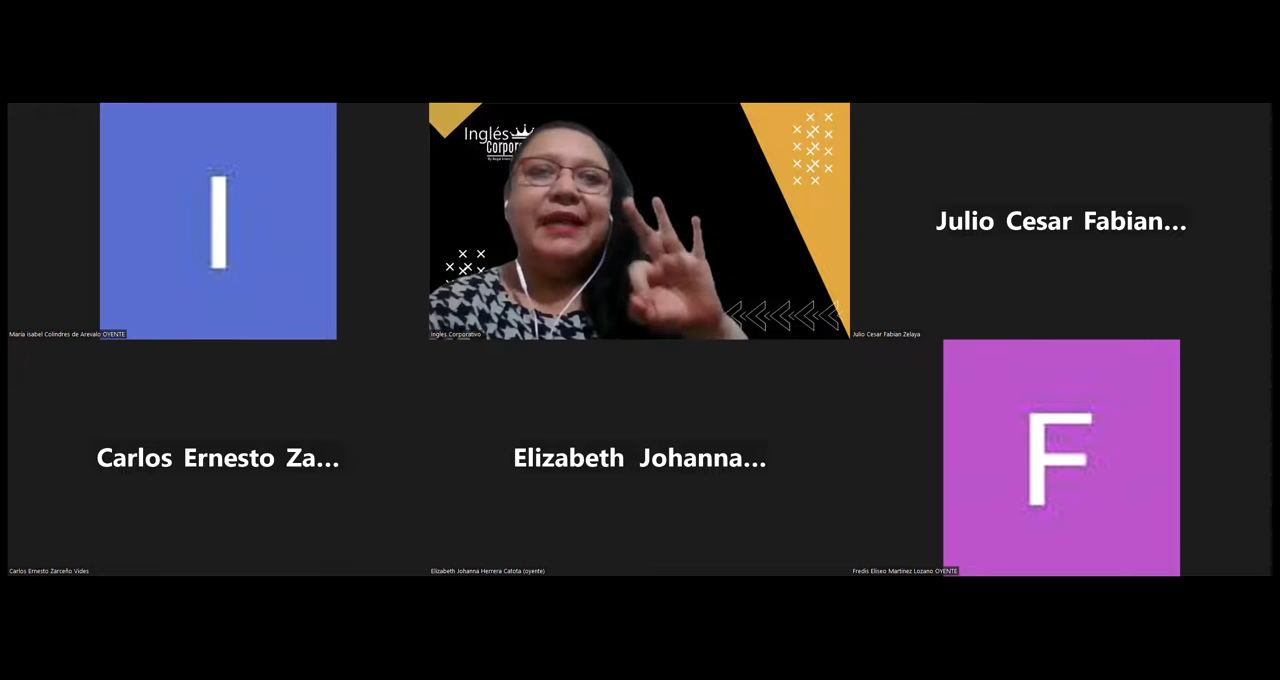 I
María isabel Colindres de Arevalo OYENTE
Inglés
Corpor
Ingles Corporativo
Julio Cesar Fabian...
Julio Cesar Fabian Zelaya
Carlos Ernesto Za...
Carlos Ernesto Zarceño Vides
Elizabeth Johanna...
Elizabeth Johanna Herrera Catota (oyente)
F
Fredis Eliseo Martinez Lozano OYENTE